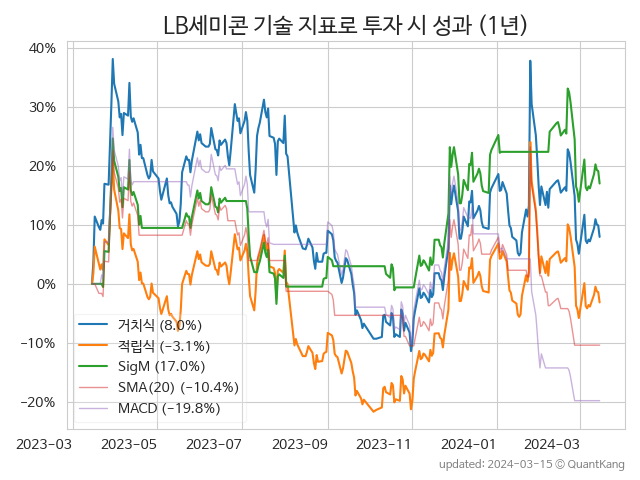 LB세미콘 기술 지표로 투자 시 성과 (1년)
40%
30%
20%
10%
0%
−10%
−20%
거치식 (8.0%)
적립식 (−3.1%)
SigM (17.0%)
SMA(20) (−10.4%)
MACD (−19.8%)
2023-03
2023-05
2023-07
2023-09
2023-11
2024-01
2024-03
updated: 2024-03-15 © QuantKang